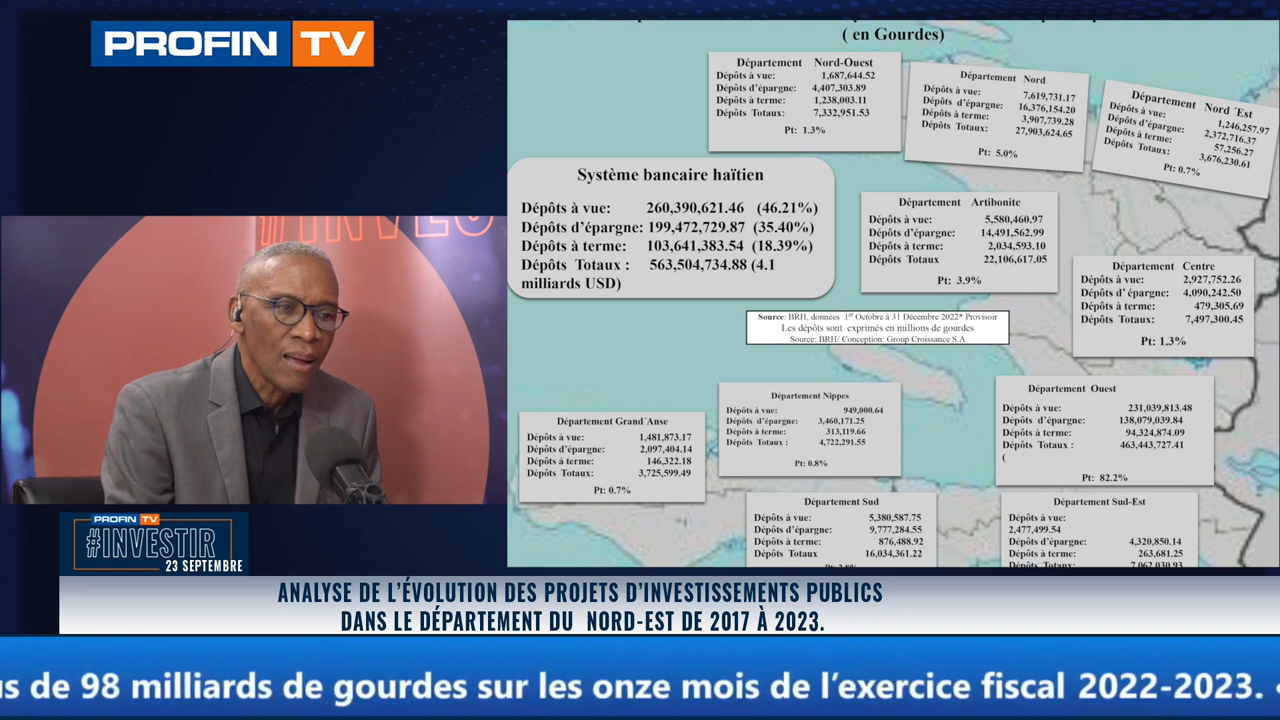 PROFIN TV
( en Gourdes)
Département Nord-Ouest
Dépôts à vue: 1,687,644.52
Dépôts d'épargne: 4,407,303.89
Dépôts à terme: 1,238,003.11
Dépôts Totaux: 7,332,951.53
Pt: 1.3%
Département Nord
Dépôts à vue: 7,619,731.17
Dépôts d'épargne: 16,376,154.20
Dépôts à terme: 3,907,739.28
Dépôts Totaux: 27,903,624.65
Pt: 5.0%
Département Nord ´Est
Dépôts à vue: 1,246,257.97
Dépôts d'épargne: 2,372,716.37
Dépôts à terme: 57,256.27
Dépôts Totaux: 3,676,230.61
Pt: 0.7%
Système bancaire haïtien
Dépôts à vue: 260,390,621.46 (46.21%)
Dépôts d'épargne: 199,472,729.87 (35.40%)
Dépôts à terme: 103,641,383.54 (18.39%)
Dépôts Totaux : 563,504,734.88 (4.1
milliards USD)
Département Artibonite
Dépôts à vue: 5,580,460.97
Dépôts d'épargne: 14,491,562.99
Dépôts à terme: 2,034,593.10
Dépôts Totaux 22,106,617.05
Pt: 3.9%
Département Centre
Dépôts à vue: 2,927,752.26
Dépôts d' épargne: 4,090,242.50
Dépôts à terme: 479,305.69
Dépôts Totaux: 7,497,300.45
Pt: 1.3%
Source: BRH, données 1er Octobre à 31 Décembre 2022* Provisoir
Les dépôts sont exprimés en millions de gourdes
Source: BRH/ Conception: Group Croissance S.A
Département Grand´Anse
Dépôts à vue: 1,481,873.17
Dépôts d'épargne: 2,097,404.14
Dépôts à terme: 146,322.18
Dépôts Totaux: 3,725,599.49
Pt: 0.7%
Département Nippes
Dépôts à vue: 949,000.64
Dépôts d'épargne: 3,460,171.25
Dépôts à terme: 313,119.66
Dépôts Totaux : 4,722,291.55
Pt: 0.8%
Département Ouest
Dépôts à vue: 231,039,813.48
Dépôts d'épargne: 138,079,039.84
Dépôts à terme: 94,324,874.09
Dépôts Totaux : 463,443,727.41
(
Pt: 82.2%
Département Sud
Dépôts à vue: 5,380,587.75
Dépôts d'épargne: 9,777,284.55
Dépôts à terme: 876,488.92
Dépôts Totaux 16,034,361.22
Département Sud-Est
Dépôts à vue:
2,477,499.54
Dépôts d'épargne: 4,320,850.14
Dépôts à terme: 263,681.25
Dépôts Totaux: 7,062,030.93
PROFIN TV
#INVESTIR
23 SEPTEMBRE
ANALYSE DE L'ÉVOLUTION DES PROJETS D'INVESTISSEMENTS PUBLICS
DANS LE DÉPARTEMENT DU NORD-EST DE 2017 À 2023.
de 98 milliards de gourdes sur les onze mois de l'exercice fiscal 2022-2023.